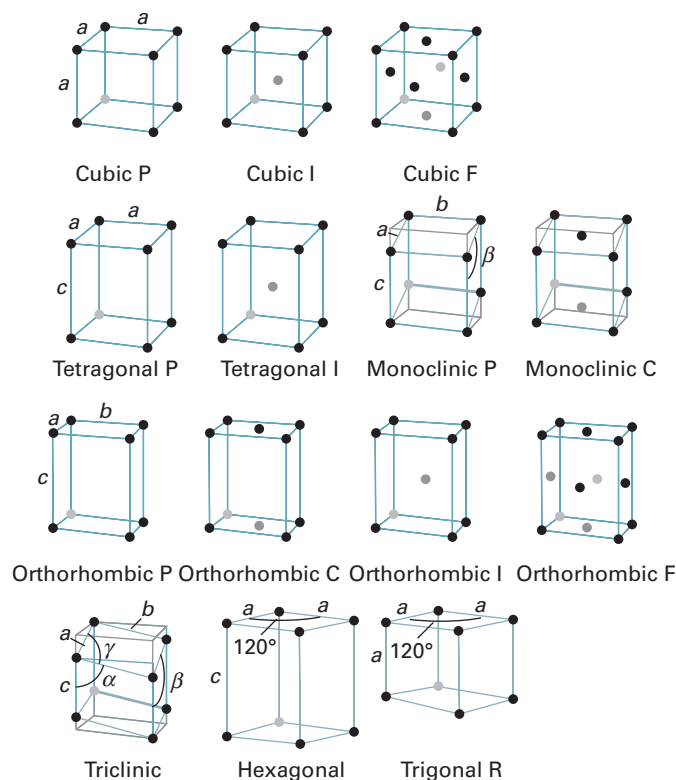 a a
a
Cubic P Cubic I Cubic F
a a
c
b
a
β
c
Tetragonal P Tetragonal I Monoclinic P Monoclinic C
a b
c
Orthorhombic P Orthorhombic C Orthorhombic I Orthorhombic F
b
a
γ
c α β
a a
120°
c
a a
120°
a
Triclinic Hexagonal Trigonal R